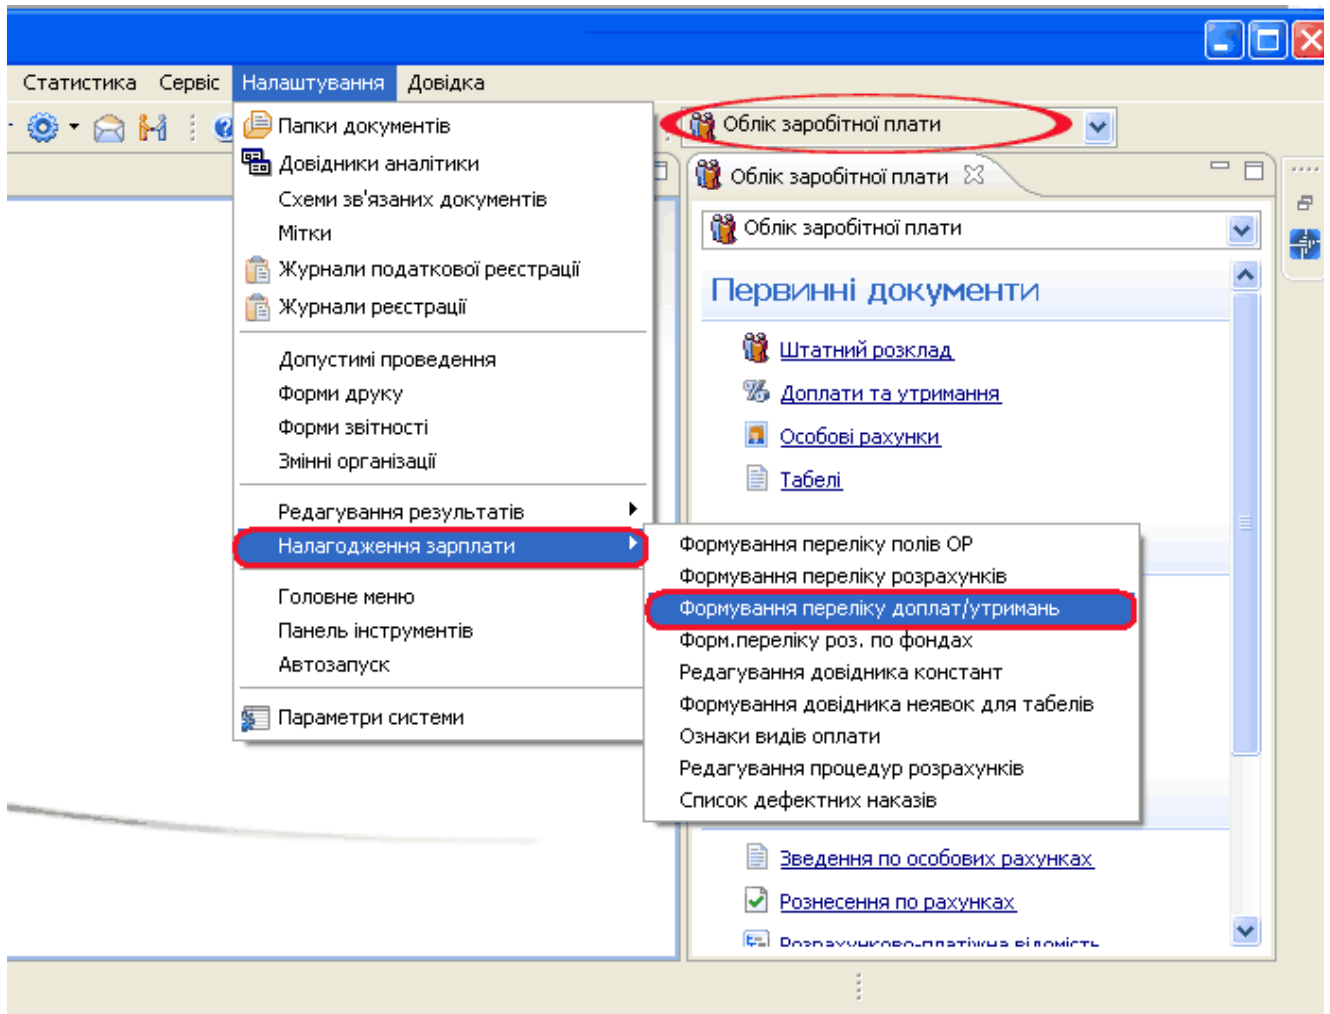 Статистика Сервіс Налаштування Довідка
Облік заробітної плати
Папки документів
Довідники аналітики
Схеми зв'язаних документів
Мітки
Журнали податкової реєстрації
Журнали реєстрації
Допустимі проведення
Форми друку
Форми звітності
Змінні організації
Редагування результатів
Налагодження зарплати
Головне меню
Панель інструментів
Автозапуск
Параметри системи
Формування переліку полів ОР
Формування переліку розрахунків
Формування переліку доплат/утримань
Форм.переліку роз. по фондах
Редагування довідника констант
Формування довідника неявок для табелів
Ознаки видів оплати
Редагування процедур розрахунків
Список дефектних наказів
Облік заробітної плати
Облік заробітної плати
Первинні документи
Штатний розклад
Доплати та утримання
Особові рахунки
Табелі
Зведення по особових рахунках
Рознесення по рахунках
Розрахунково-платіжна відомість